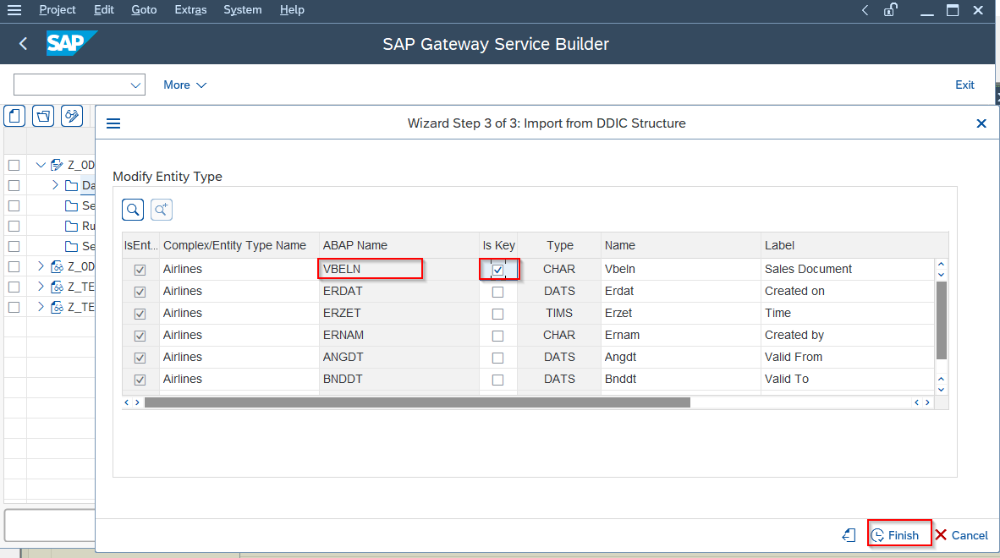 Project Edit Goto Extras System Help
SAP SAP Gateway Service Builder
More Exit
Wizard Step 3 of 3: Import from DDIC Structure
Z_OD
Da
Se
Ru
Se
Z_OD
Z_TE
Z_TE
Modify Entity Type
IsEnt... Complex/Entity Type Name ABAP Name Is Key Type Name Label
Airlines VBELN CHAR Vbeln Sales Document
Airlines ERDAT DATS Erdat Created on
Airlines ERZET TIMS Erzet Time
Airlines ERNAM CHAR Ernam Created by
Airlines ANGDT DATS Angdt Valid From
Airlines BNDDT DATS Bnddt Valid To
Finish Cancel